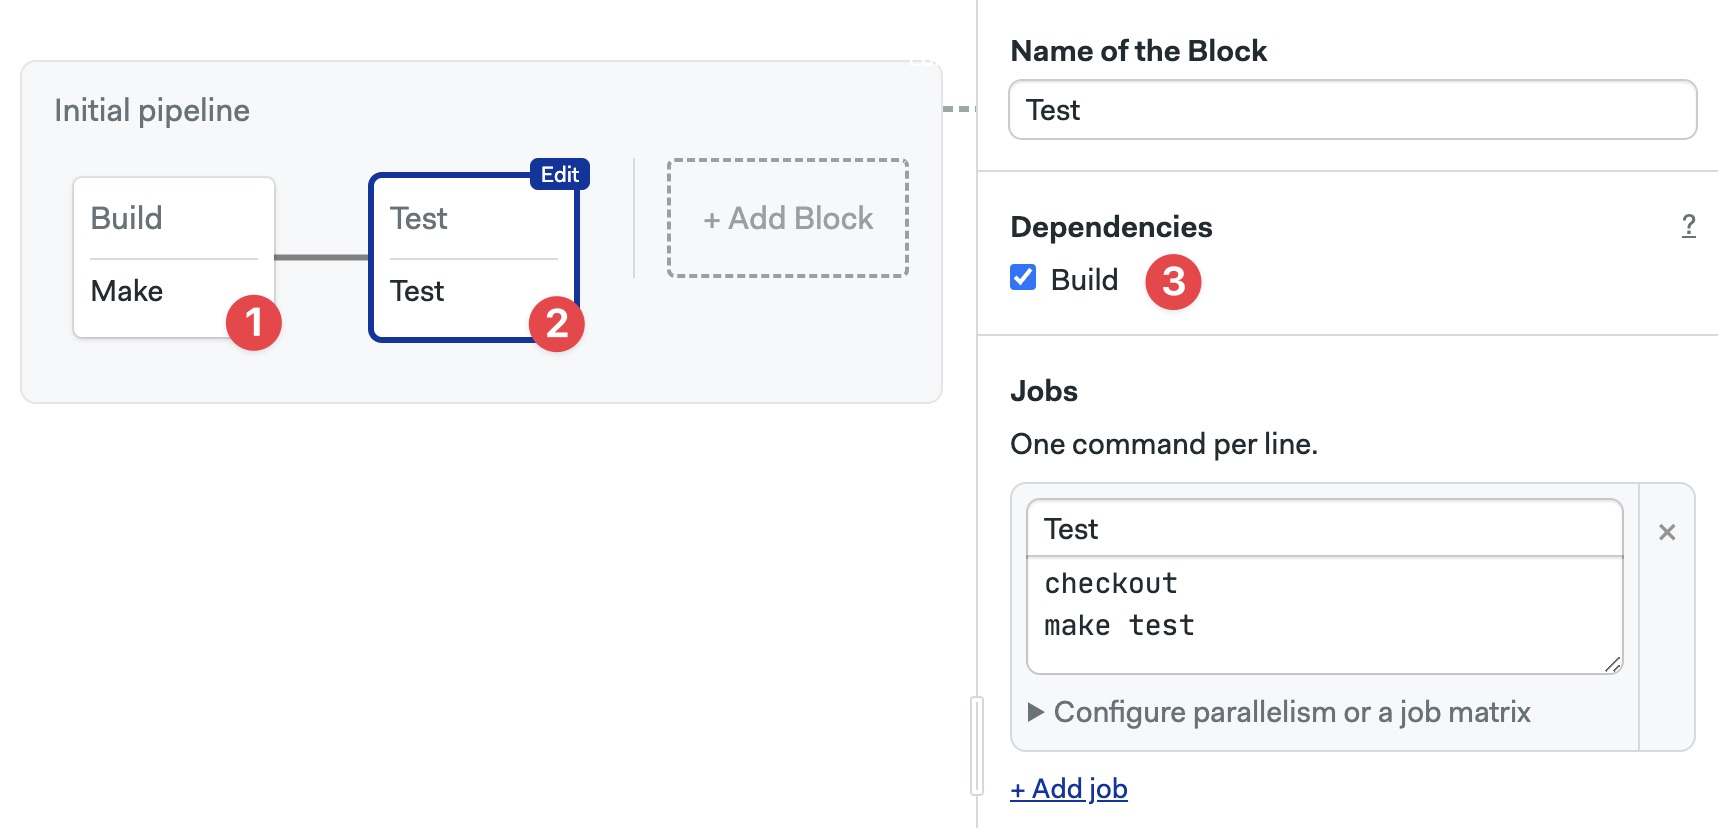 Initial pipeline
Build
Make
1
Edit
Test
Test
2
+ Add Block
Name of the Block
Test
Dependencies
?
Build
3
Jobs
One command per line.
Test
×
checkout
make test
Configure parallelism or a job matrix
+ Add job